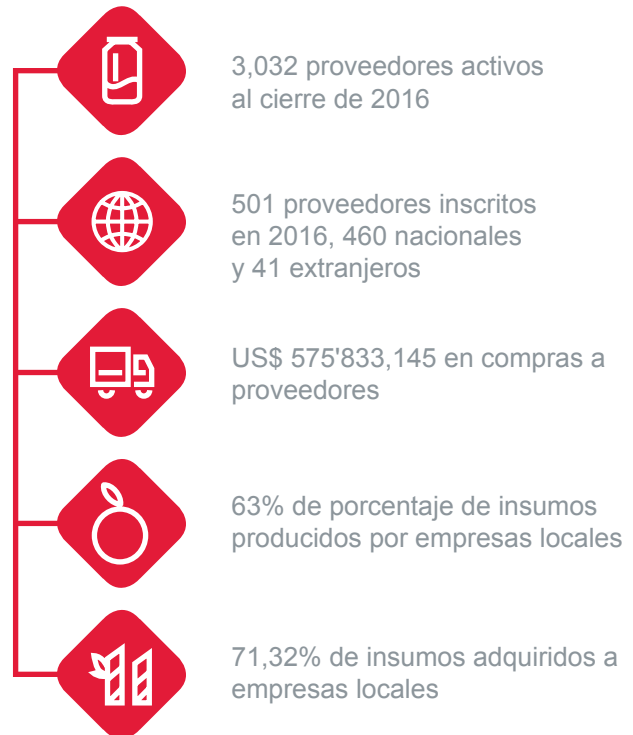 3,032 proveedores activos
al cierre de 2016
501 proveedores inscritos
en 2016, 460 nacionales
y 41 extranjeros
US$ 575'833,145 en compras a
proveedores
63% de porcentaje de insumos
producidos por empresas locales
71,32% de insumos adquiridos a
empresas locales